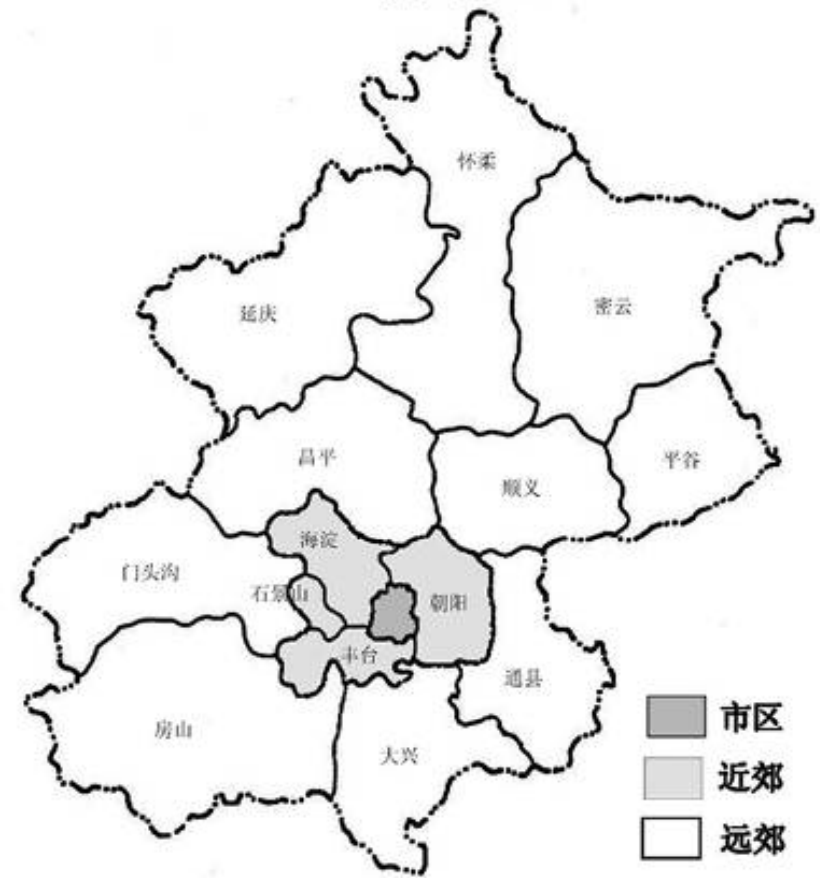 怀柔
延庆
密云
昌平
顺义
平谷
海淀
门头沟
石景山
朝阳
丰台
通县
房山
大兴
市区
近郊
远郊